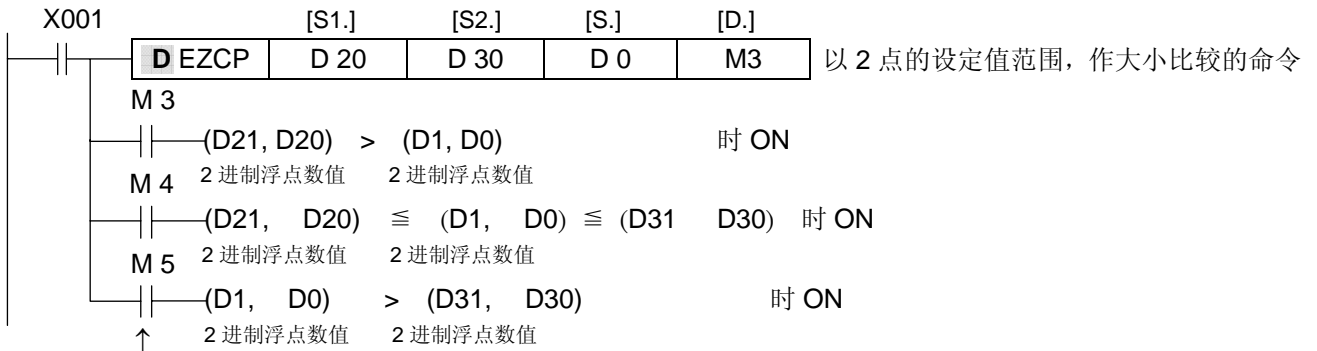 X001 [S1.] [S2.] [S.] [D.]
D EZCP D 20 D 30 D 0 M3 以 2 点的设定值范围，作大小比较的命令
M 3
(D21, D20) > (D1, D0) 时 ON
2 进制浮点数值 2 进制浮点数值
M 4
(D21, D20) ≦ (D1, D0) ≦ (D31 D30) 时 ON
2 进制浮点数值 2 进制浮点数值
M 5
(D1, D0) > (D31, D30) 时 ON
2 进制浮点数值 2 进制浮点数值
↑